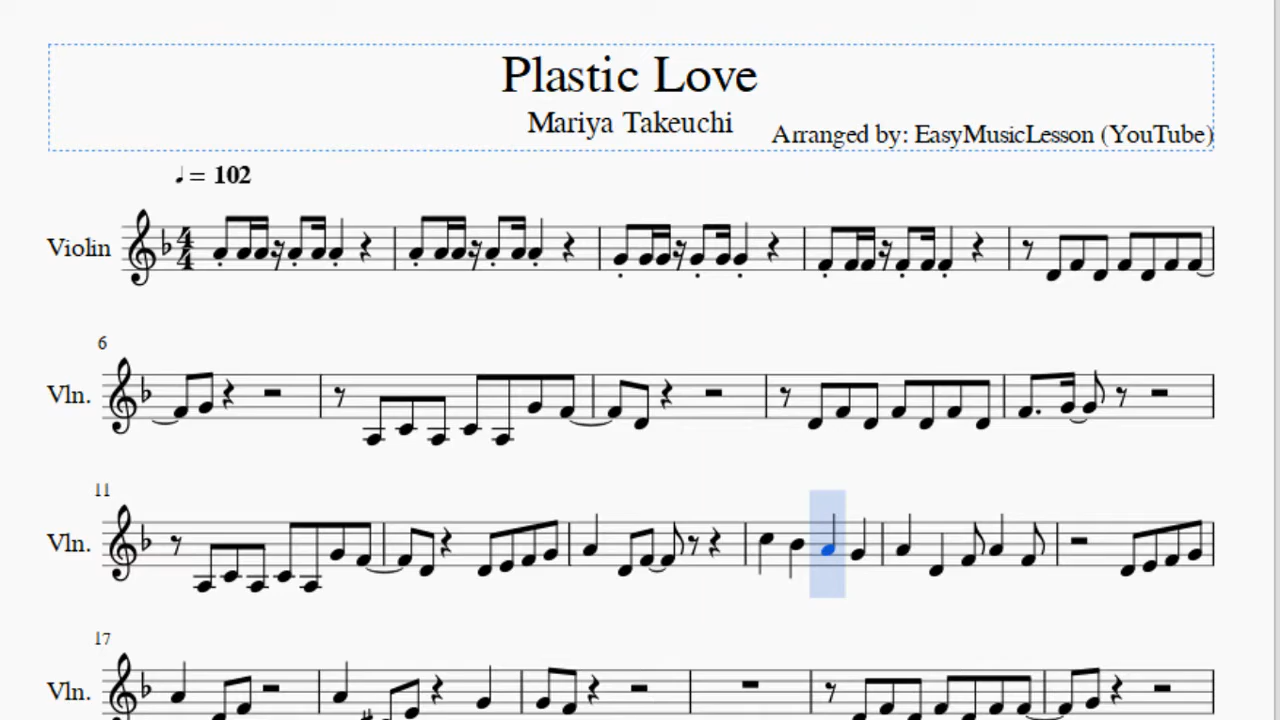 Plastic Love
Mariya Takeuchi
Arranged by: EasyMusicLesson (YouTube)
♩ = 102
Violin
4
4
6
Vln.
11
Vln.
17
Vln.